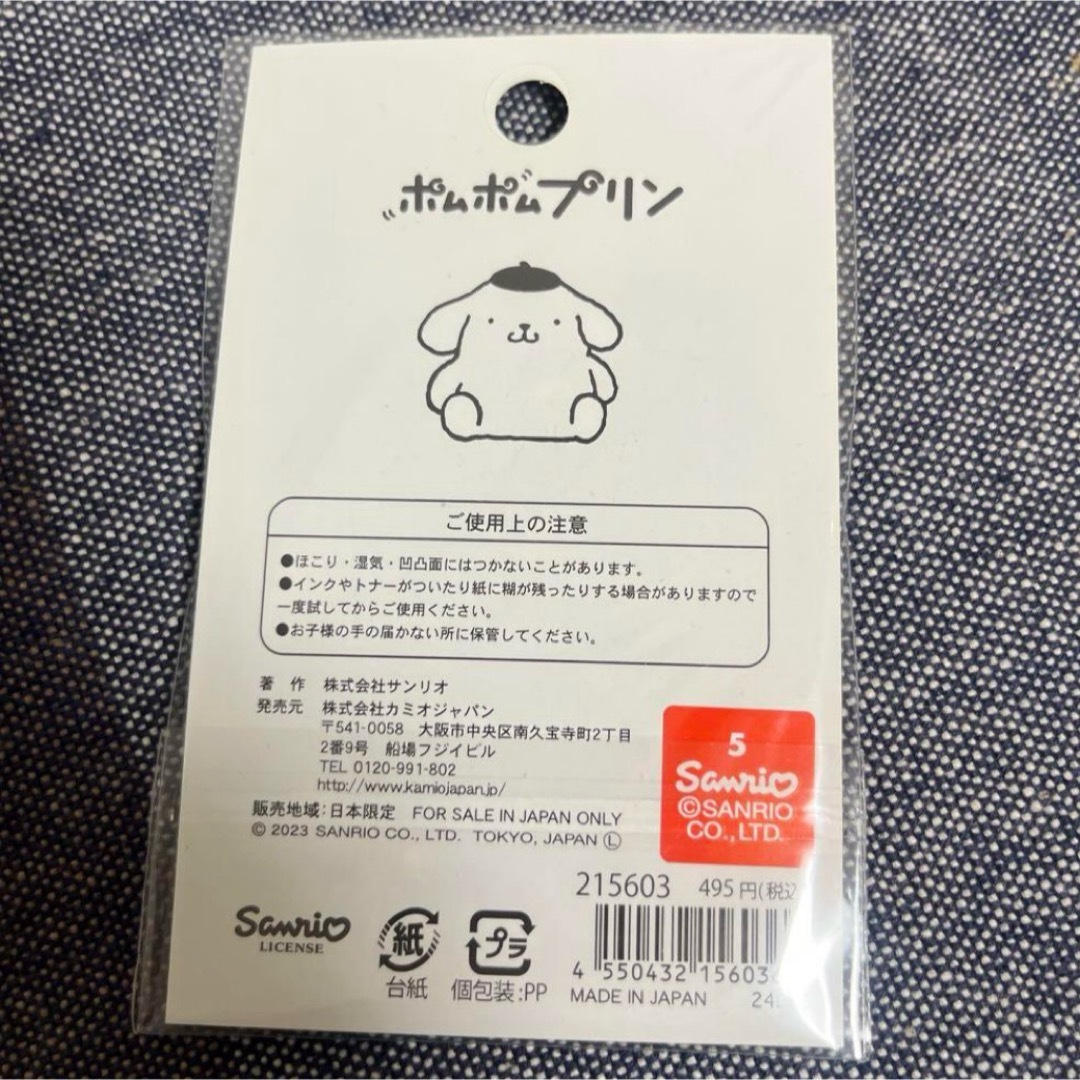 ポムポムプリン
ご使用上の注意
●ほこり・湿気・凹凸面にはつかないことがあります。
●インクやトナーがついたり紙に糊が残ったりする場合がありますので
一度試してからご使用ください。
●お子様の手の届かない所に保管してください。
著 作 株式会社サンリオ
発売元 株式会社カミオジャパン
〒541-0058 大阪市中央区南久宝寺町2丁目
2番9号 船場フジイビル
TEL 0120-991-802
http://www.kamiojapan.jp/
販売地域:日本限定 FOR SALE IN JAPAN ONLY
© 2023 SANRIO CO., LTD. TOKYO, JAPAN Ⓛ
5
Sanrio
©SANRIO
CO., LTD.
215603 495円(税込
Sanrio
LICENSE
紙
台紙
プラ
個包装:PP
4 550432 15603
MADE IN JAPAN 24